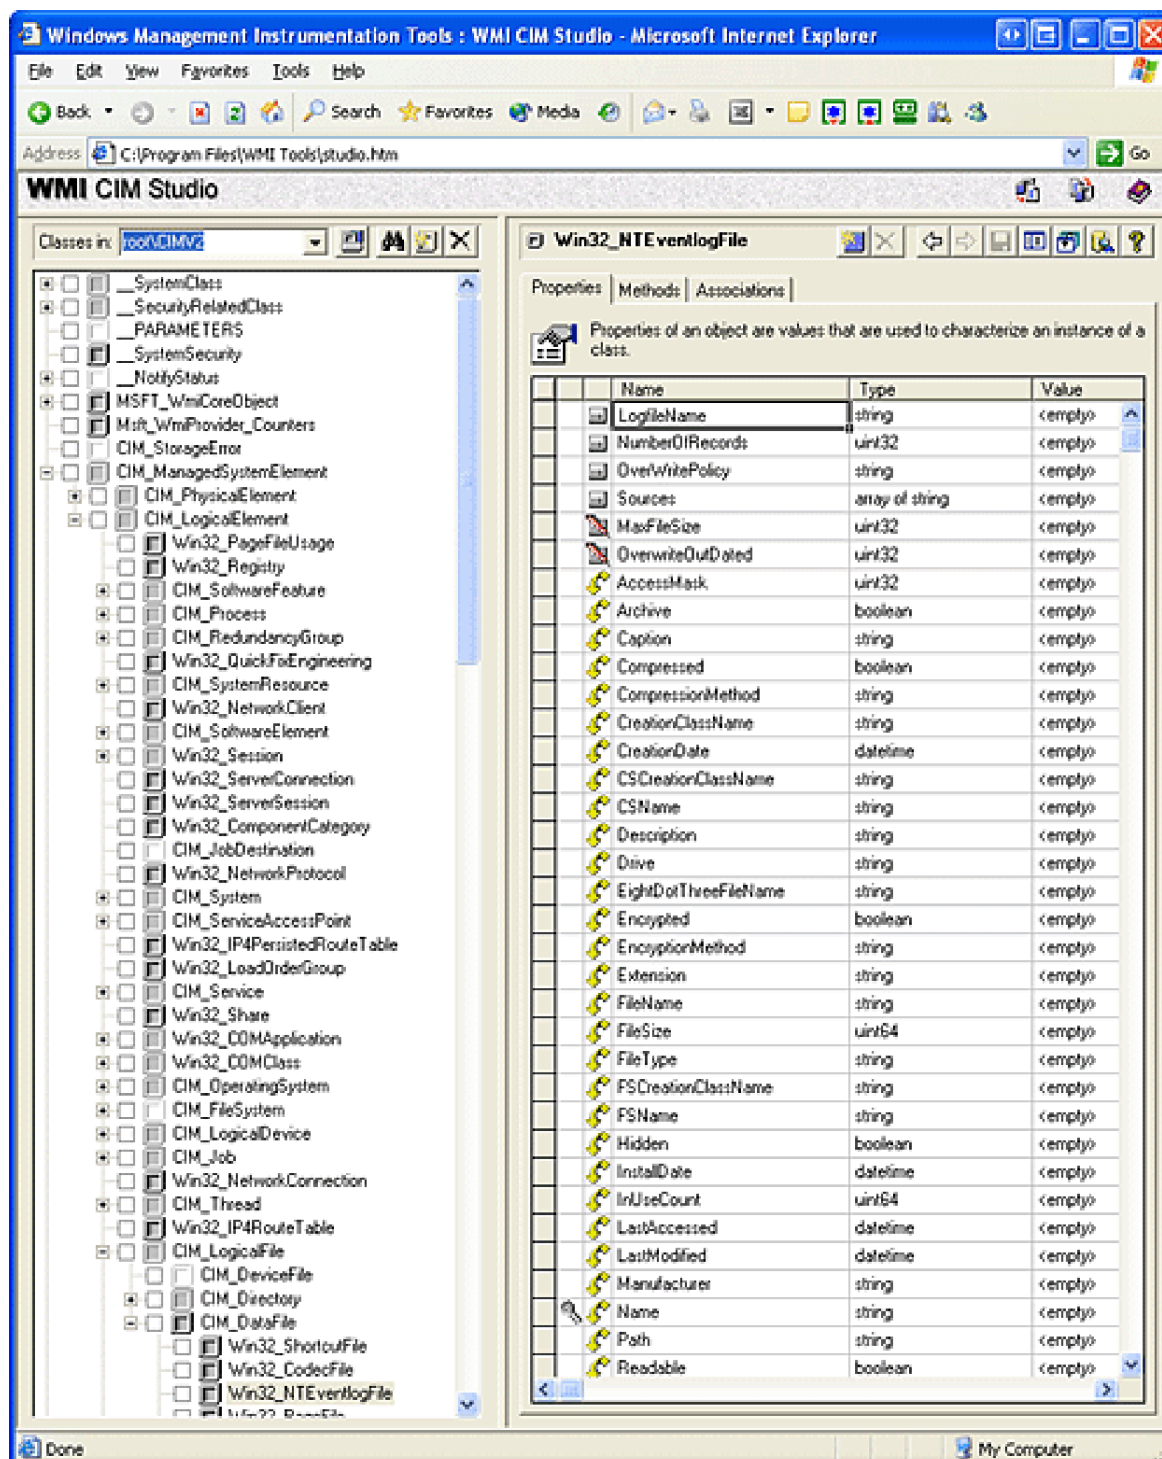 Windows Management Instrumentation Tools : WMI CIM Studio - Microsoft Internet Explorer
File Edit View Favorites Tools Help
Back Search Favorites Media
Address C:\Program Files\WMI Tools\studio.htm Go
WMI CIM Studio
Classes in: root\CIMV2
__SystemClass
__SecurityRelatedClass
__PARAMETERS
__SystemSecurity
__NotifyStatus
MSFT_WmiCoreObject
Msft_WmiProvider_Counters
CIM_StorageError
CIM_ManagedSystemElement
CIM_PhysicalElement
CIM_LogicalElement
Win32_PageFileUsage
Win32_Registry
CIM_SoftwareFeature
CIM_Process
CIM_RedundancyGroup
Win32_QuickFixEngineering
CIM_SystemResource
Win32_NetworkClient
CIM_SoftwareElement
Win32_Session
Win32_ServerConnection
Win32_ServerSession
Win32_ComponentCategory
CIM_JobDestination
Win32_NetworkProtocol
CIM_System
CIM_ServiceAccessPoint
Win32_IP4PersistedRouteTable
Win32_LoadOrderGroup
CIM_Service
Win32_Share
Win32_COMApplication
Win32_COMClass
CIM_OperatingSystem
CIM_FileSystem
CIM_LogicalDevice
CIM_Job
Win32_NetworkConnection
CIM_Thread
Win32_IP4RouteTable
CIM_LogicalFile
CIM_DeviceFile
CIM_Directory
CIM_DataFile
Win32_ShortcutFile
Win32_CodecFile
Win32_NTEventlogFile
Win32_PageFile
Win32_NTEventlogFile
Properties Methods Associations
Properties of an object are values that are used to characterize an instance of a
class.
Name Type Value
LogfileName string <empty>
NumberOfRecords uint32 <empty>
OverWritePolicy string <empty>
Sources array of string <empty>
MaxFileSize uint32 <empty>
OverwriteOutDated uint32 <empty>
AccessMask uint32 <empty>
Archive boolean <empty>
Caption string <empty>
Compressed boolean <empty>
CompressionMethod string <empty>
CreationClassName string <empty>
CreationDate datetime <empty>
CSCreationClassName string <empty>
CSName string <empty>
Description string <empty>
Drive string <empty>
EightDotThreeFileName string <empty>
Encrypted boolean <empty>
EncryptionMethod string <empty>
Extension string <empty>
FileName string <empty>
FileSize uint64 <empty>
FileType string <empty>
FSCreationClassName string <empty>
FSName string <empty>
Hidden boolean <empty>
InstallDate datetime <empty>
InUseCount uint64 <empty>
LastAccessed datetime <empty>
LastModified datetime <empty>
Manufacturer string <empty>
Name string <empty>
Path string <empty>
Readable boolean <empty>
Done My Computer